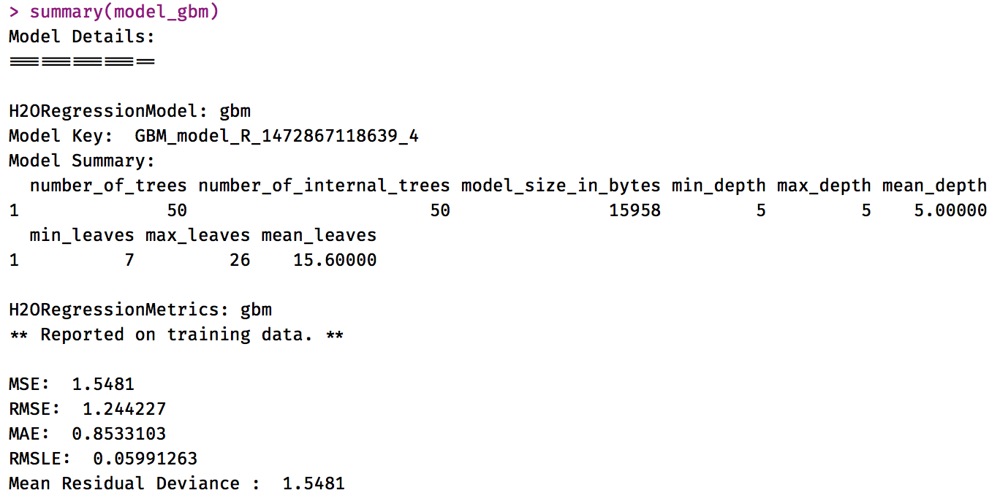 > summary(model_gbm)
Model Details:
==============
H2ORegressionModel: gbm
Model Key:  GBM_model_R_1472867118639_4
Model Summary:
  number_of_trees number_of_internal_trees model_size_in_bytes min_depth max_depth mean_depth
1              50                       50               15958         5         5    5.00000
  min_leaves max_leaves mean_leaves
1          7         26    15.60000
H2ORegressionMetrics: gbm
** Reported on training data. **
MSE:  1.5481
RMSE:  1.244227
MAE:  0.8533103
RMSLE:  0.05991263
Mean Residual Deviance :  1.5481